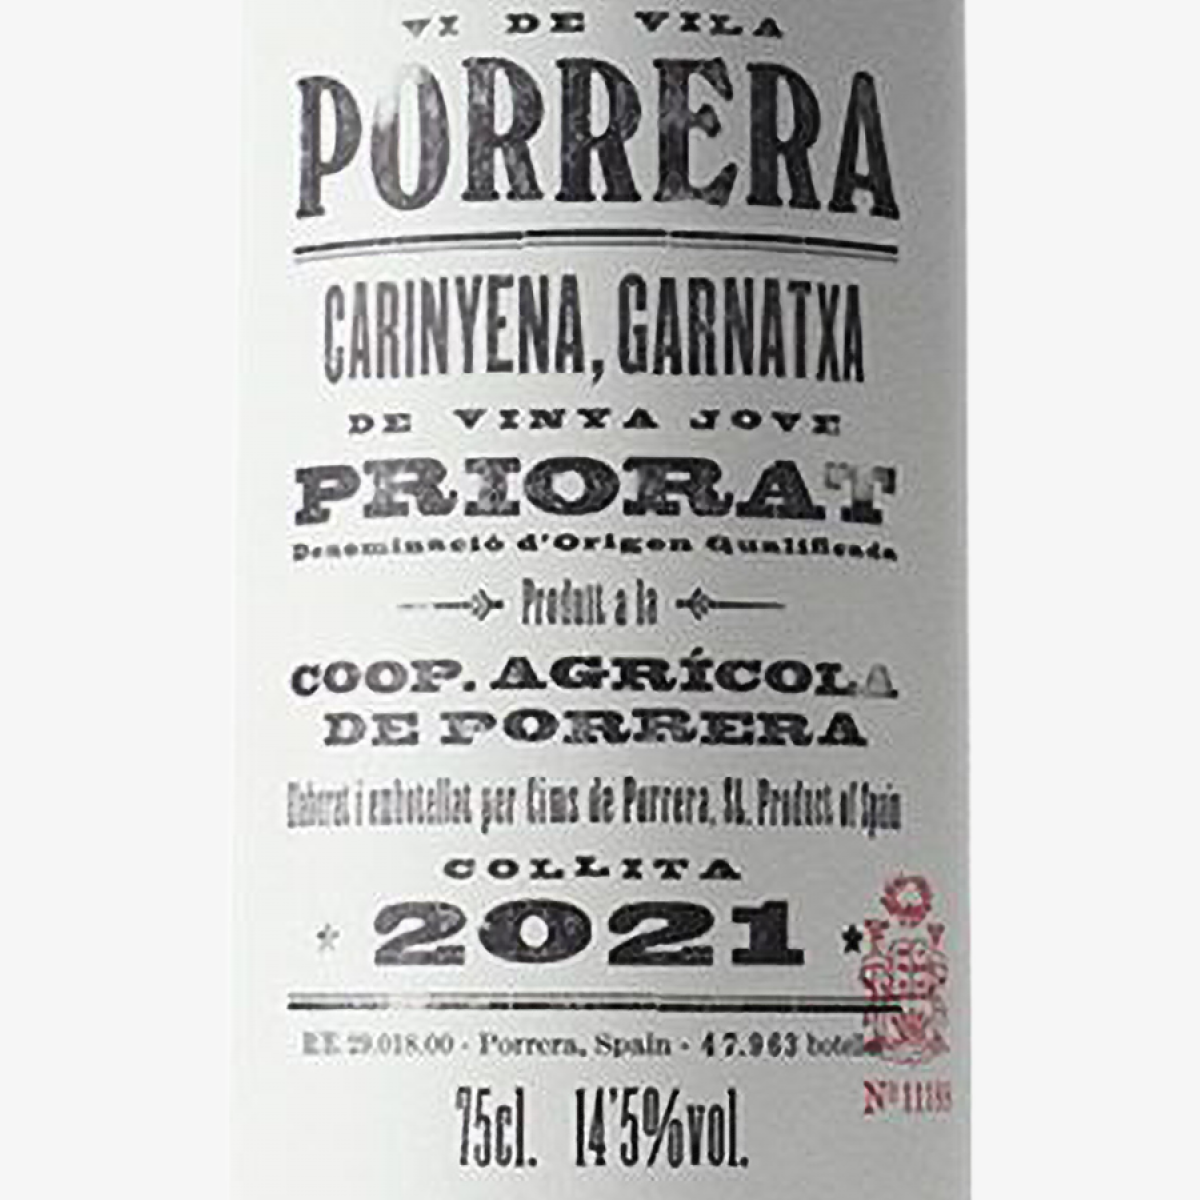 VI DE VILA
PORRERA
CARINYENA, GARNATXA
DE VINYA JOVE
PRIORAT
Denominació d'Origen Qualificada
Produit a la
COOP. AGRÍCOLA
DE PORRERA
Elaborat i embotellat per Cims de Porrera, SL. Product of Spain
COLLITA
2021
29.018.00 - Porrera, Spain - 47.963
75cl. 14'5%vol.